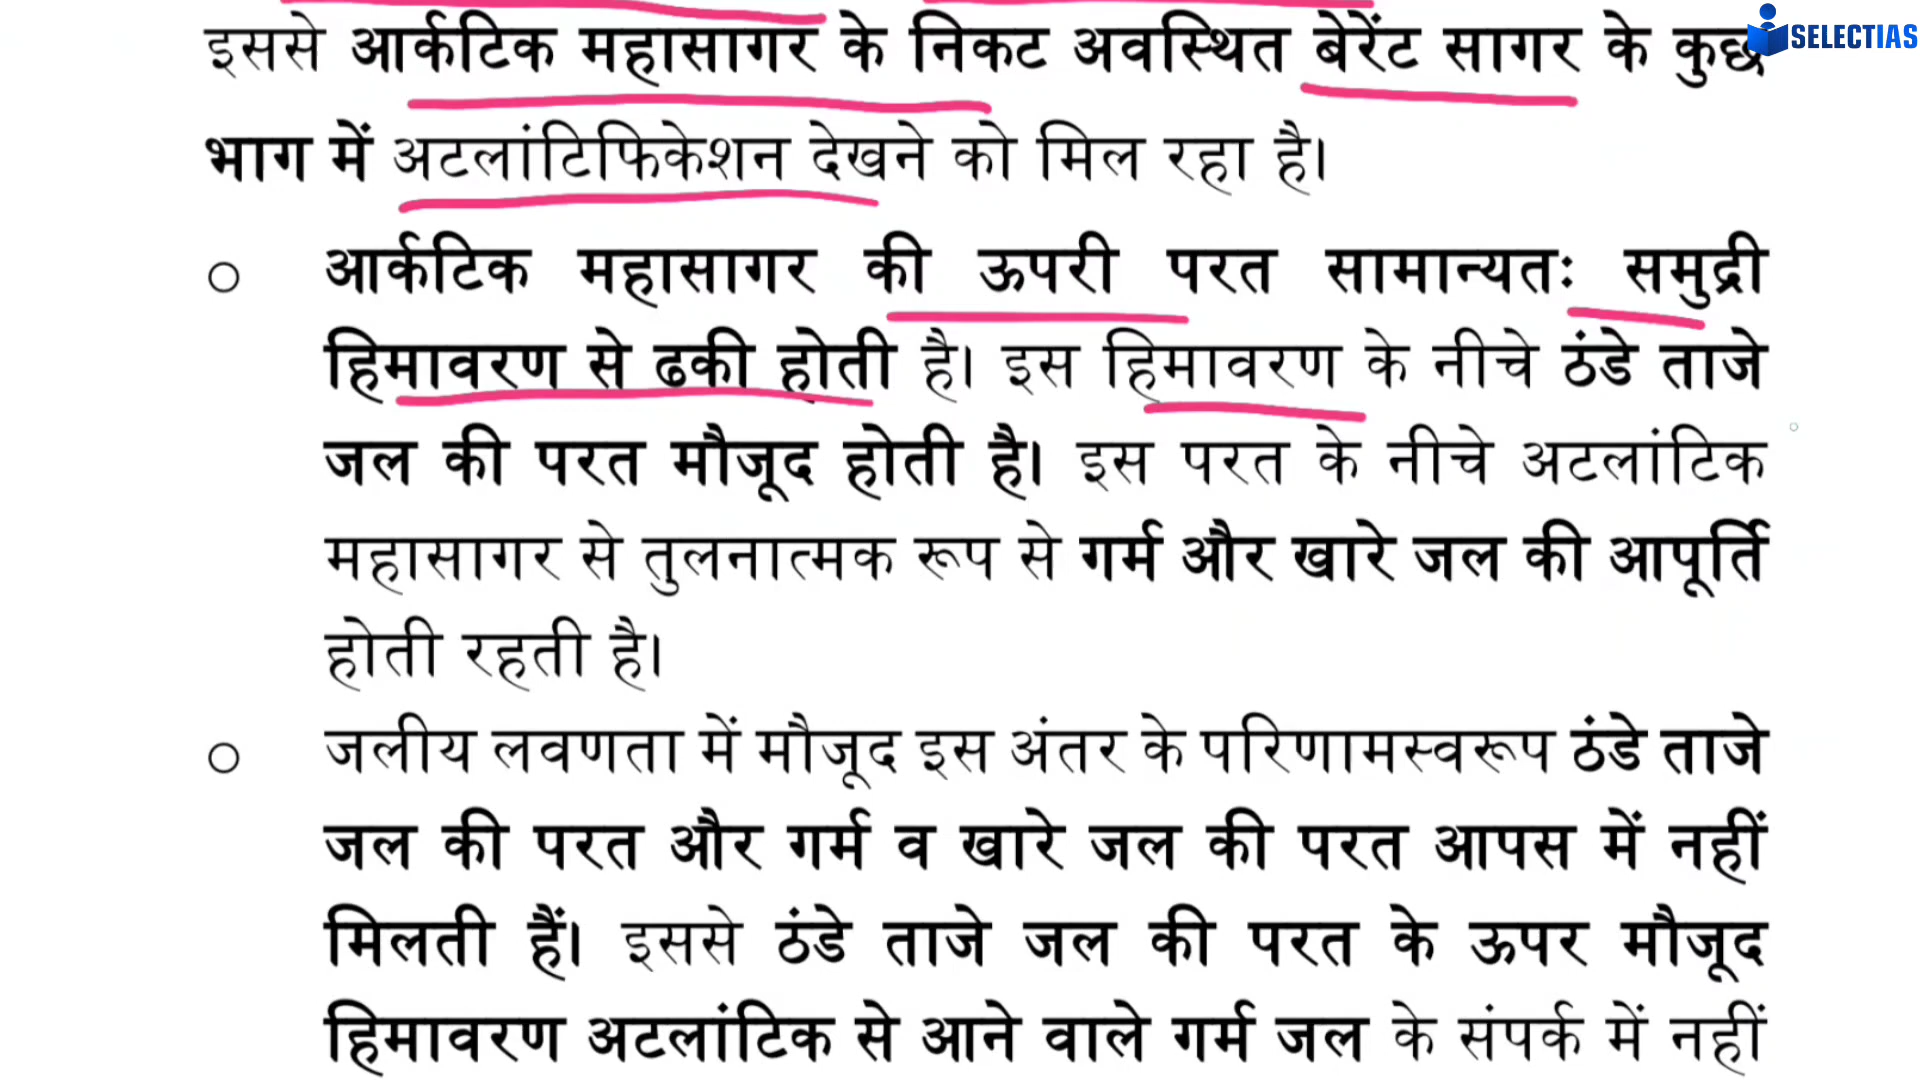 SELECTIAS
इससे आर्कटिक महासागर के निकट अवस्थित बेरेंट सागर के कुछ
भाग में अटलांटिफिकेशन देखने को मिल रहा है।
○ आर्कटिक महासागर की ऊपरी परत सामान्यतः समुद्री
हिमावरण से ढकी होती है। इस हिमावरण के नीचे ठंडे ताजे
जल की परत मौजूद होती है। इस परत के नीचे अटलांटिक
महासागर से तुलनात्मक रूप से गर्म और खारे जल की आपूर्ति
होती रहती है।
○ जलीय लवणता में मौजूद इस अंतर के परिणामस्वरूप ठंडे ताजे
जल की परत और गर्म व खारे जल की परत आपस में नहीं
मिलती हैं। इससे ठंडे ताजे जल की परत के ऊपर मौजूद
हिमावरण अटलांटिक से आने वाले गर्म जल के संपर्क में नहीं